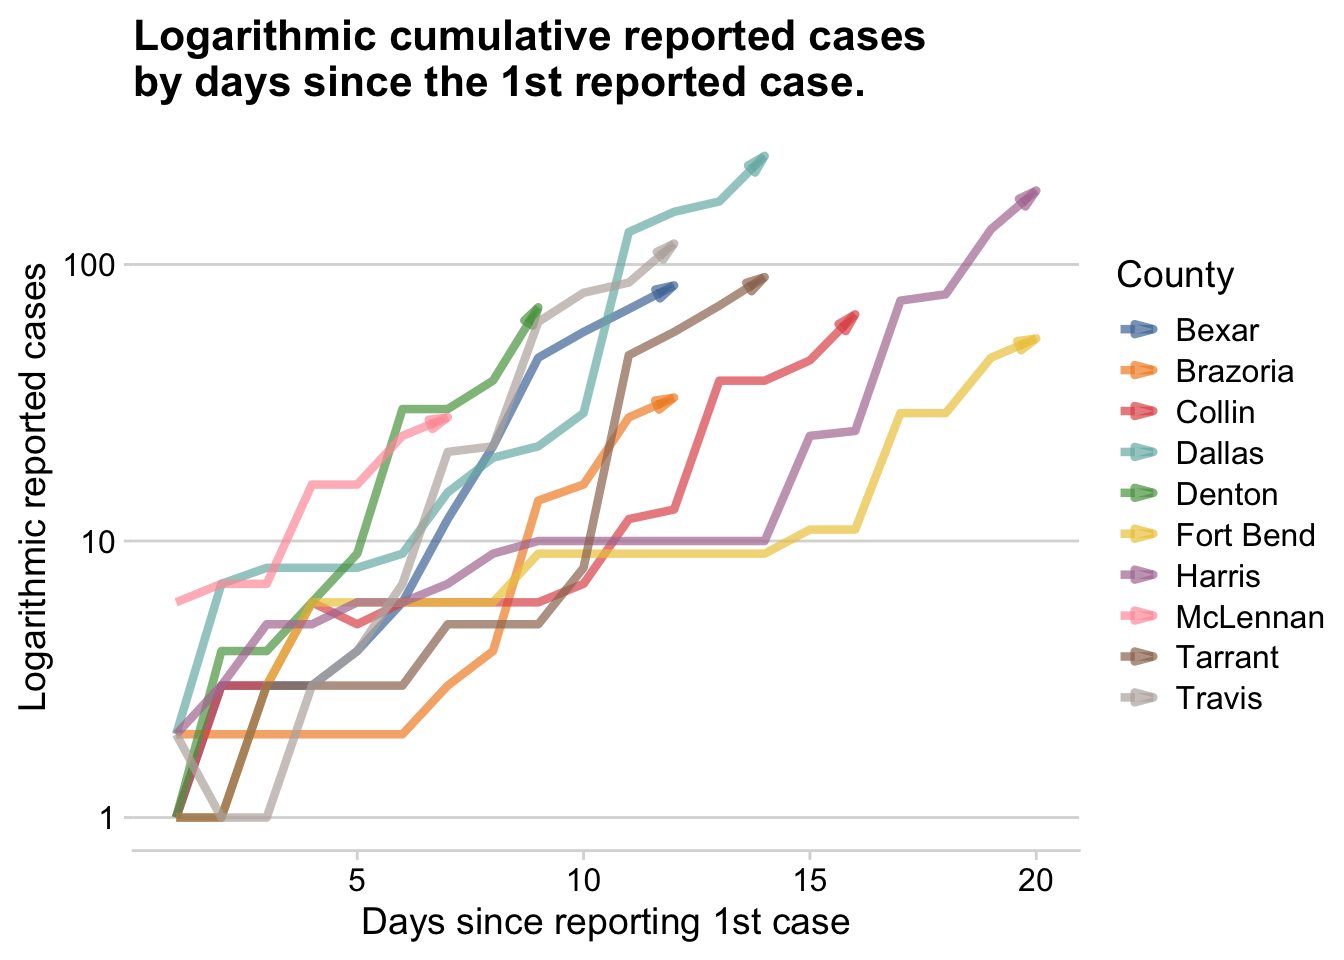 Logarithmic cumulative reported cases
by days since the 1st reported case.
Logarithmic reported cases
100
10
1
5 10 15 20
Days since reporting 1st case
County
Bexar
Brazoria
Collin
Dallas
Denton
Fort Bend
Harris
McLennan
Tarrant
Travis